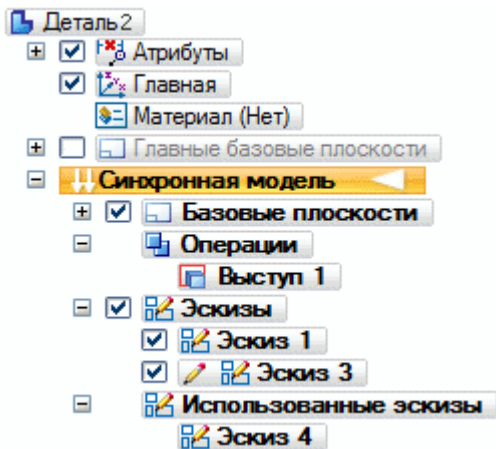 Деталь2
Атрибуты
Главная
Материал (Нет)
Главные базовые плоскости
Синхронная модель
Базовые плоскости
Операции
Выступ 1
Эскизы
Эскиз 1
Эскиз 3
Использованные эскизы
Эскиз 4